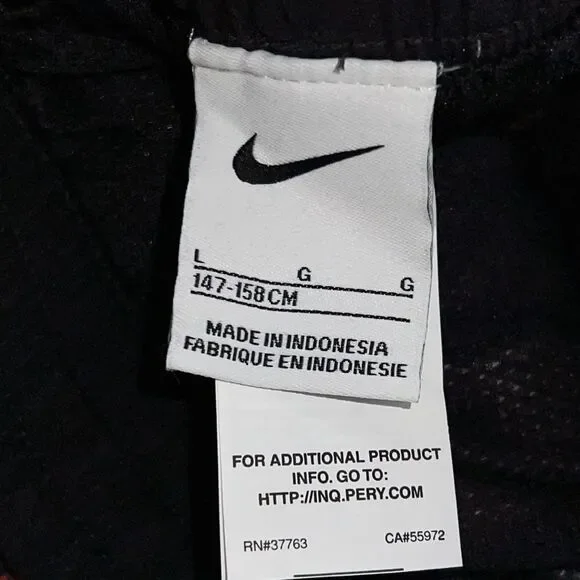 L G G
147-158CM
MADE IN INDONESIA
FABRIQUE EN INDONESIE
FOR ADDITIONAL PRODUCT
INFO. GO TO:
HTTP://INQ.PERY.COM
RN#37763 CA#55972